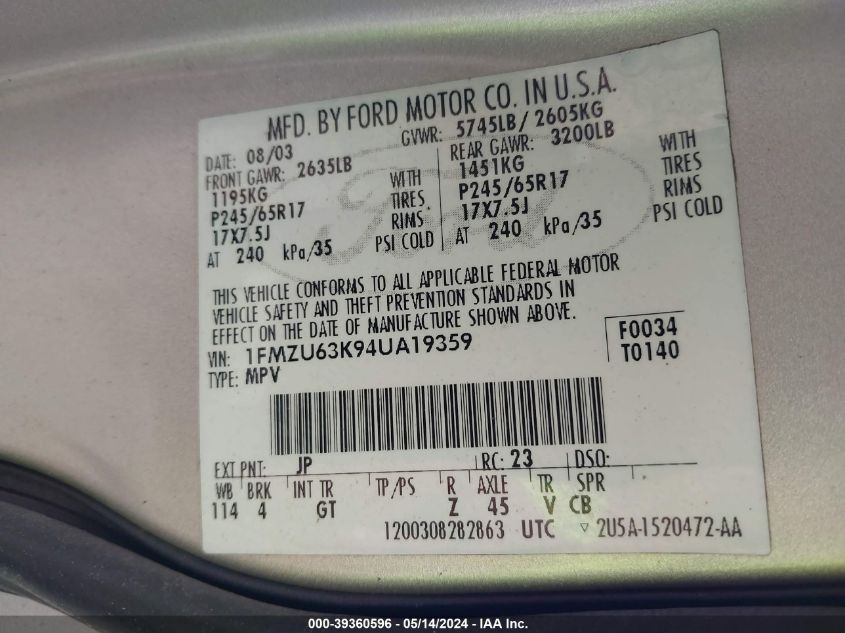 MFD. BY FORD MOTOR CO. IN U.S.A.
DATE: 08/03 GVWR: 5745LB/ 2605KG
FRONT GAWR: 2635LB REAR GAWR: 3200LB
1195KG WITH 1451KG WITH
P245/65R17 TIRES P245/65R17 TIRES
17X7.5J RIMS 17X7.5J RIMS
AT 240 kPa/35 PSI COLD AT 240 kPa/35 PSI COLD
Ford
THIS VEHICLE CONFORMS TO ALL APPLICABLE FEDERAL MOTOR
VEHICLE SAFETY AND THEFT PREVENTION STANDARDS IN
EFFECT ON THE DATE OF MANUFACTURE SHOWN ABOVE.
VIN: 1FMZU63K94UA19359 F0034
TYPE: MPV T0140
EXT PNT: JP RC: 23 DSO:
WB BRK INT TR TP/PS R AXLE TR SPR
114 4 GT Z 45 V CB
1200308282863 UTC ▽ 2U5A-1520472-AA
000-39360596 - 05/14/2024 - IAA Inc.